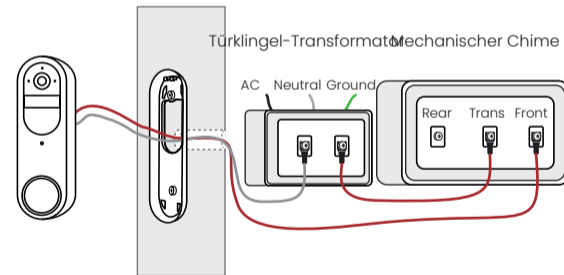 Türklingel-Transformator
Mechanischer Chime
AC
Neutral
Ground
Rear
Trans
Front